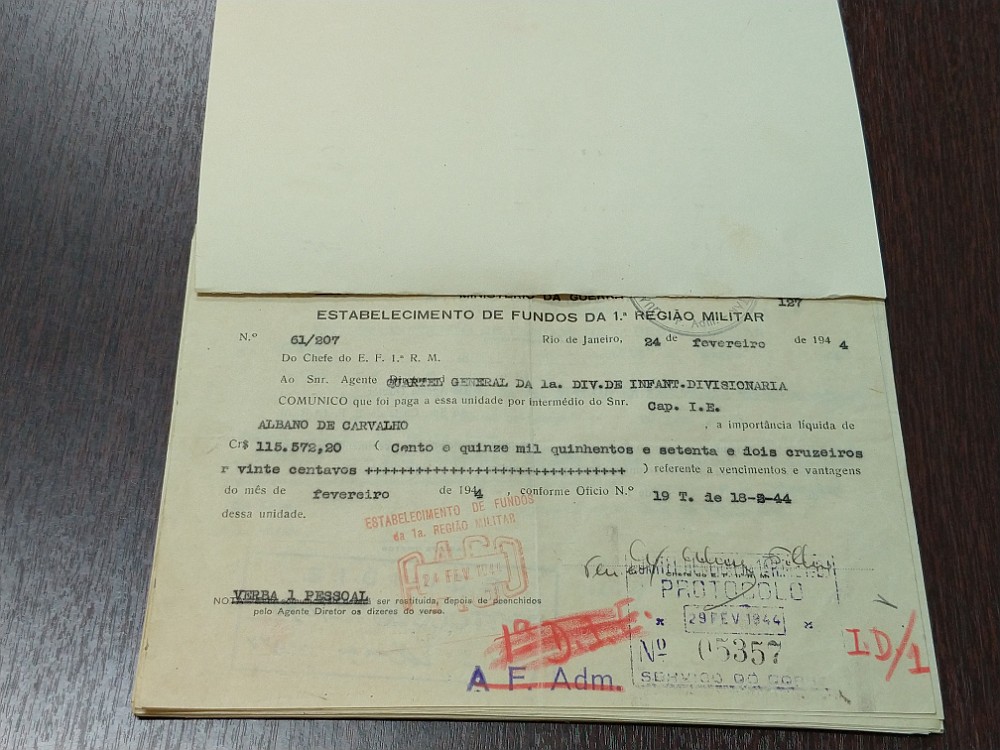 MINISTERIO DA GUERRA
127
ESTABELECIMENTO DE FUNDOS DA 1.ª REGIÃO MILITAR
N.º 61/207 Rio de Janeiro, 24 de fevereiro de 1944
Do Chefe do E. F. 1.ª R. M.
Ao Snr. Agente QUARTEL GENERAL DA 1a. DIV.DE INFANT.DIVISIONARIA
COMUNICO que foi paga a essa unidade por intermédio do Snr. Cap. I.E.
ALBANO DE CARVALHO , a importância líquida de
Cr$ 115.572,20 ( Cento e quinze mil quinhentos e setenta e dois cruzeiros
r vinte centavos ++++++++++++++++++++++++++++++++ ) referente a vencimentos e vantagens
do mês de fevereiro de 1944 , conforme Oficio N.º 19 T. de 18-2-44
dessa unidade.
ESTABELECIMENTO DE FUNDOS
da 1a. REGIÃO MILITAR
PAGO
24 FEV 1944
VERBA 1 PESSOAL
ser restituida, depois de preenchidos
pelo Agente Diretor os dizeres do verso.
PROTOCOLO
29 FEV 1944
Nº 05357
SERVIÇO DO
1ª D.I.E.
A F. Adm.
I.D/1